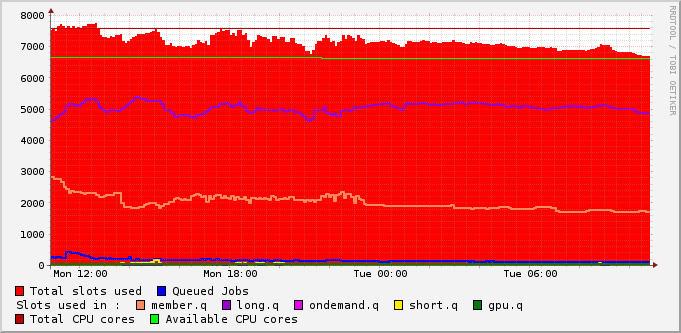 8000
7000
6000
5000
4000
3000
2000
1000
0
Mon 12:00 Mon 18:00 Tue 00:00 Tue 06:00
RRDTOOL / TOBI OETIKER
Total slots used Queued Jobs
Slots used in : member.q long.q ondemand.q short.q gpu.q
Total CPU cores Available CPU cores